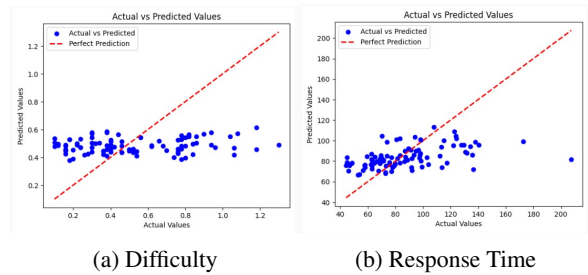 Actual vs Predicted Values
Actual vs Predicted
Perfect Prediction
1.2
1.0
0.8
0.6
0.4
0.2
Predicted Values
0.2 0.4 0.6 0.8 1.0 1.2
Actual Values
(a) Difficulty
Actual vs Predicted Values
Actual vs Predicted
Perfect Prediction
200
180
160
140
120
100
80
60
40
Predicted Values
40 60 80 100 120 140 160 180 200
Actual Values
(b) Response Time